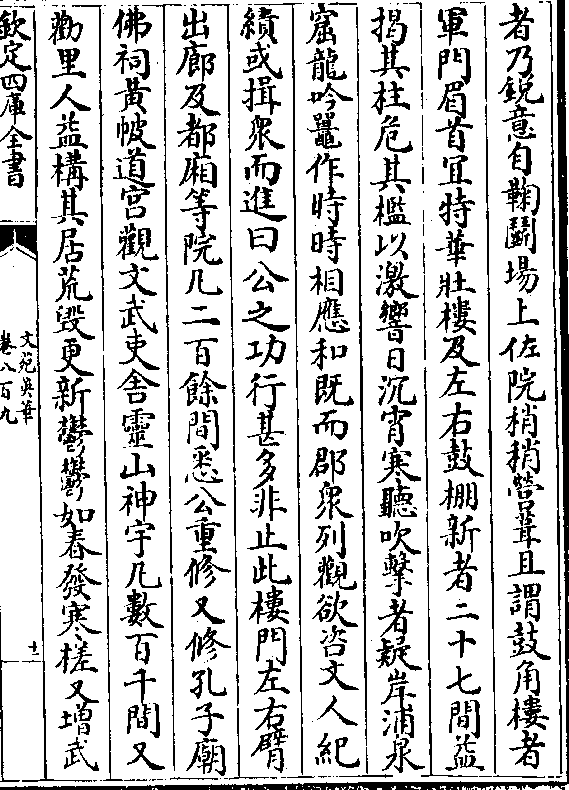 者乃銳意自鞠鬭場上佐院稍稍營葺且謂鼓角樓者
軍門眉首宜特華壯樓及左右鼓棚新者二十七間益
揭其柱危其檻以激響日沉宵寒聽吹擊者疑岸浦泉
窟龍吟鼉作時時相應和既而郡衆列觀欲咨文人紀
績或揖衆而進曰公之功行甚多非止此樓門左右臂
出廊及都廂等院凡二百餘間悉公重修又修孔子廟
佛祠黃帔道宮觀文武吏舍靈山神宇凡數百千間又
勸里人益構其居荒毀更新鬱鬱如春發寒槎又增武
欽定四庫全書
文苑英華
卷八百九
十